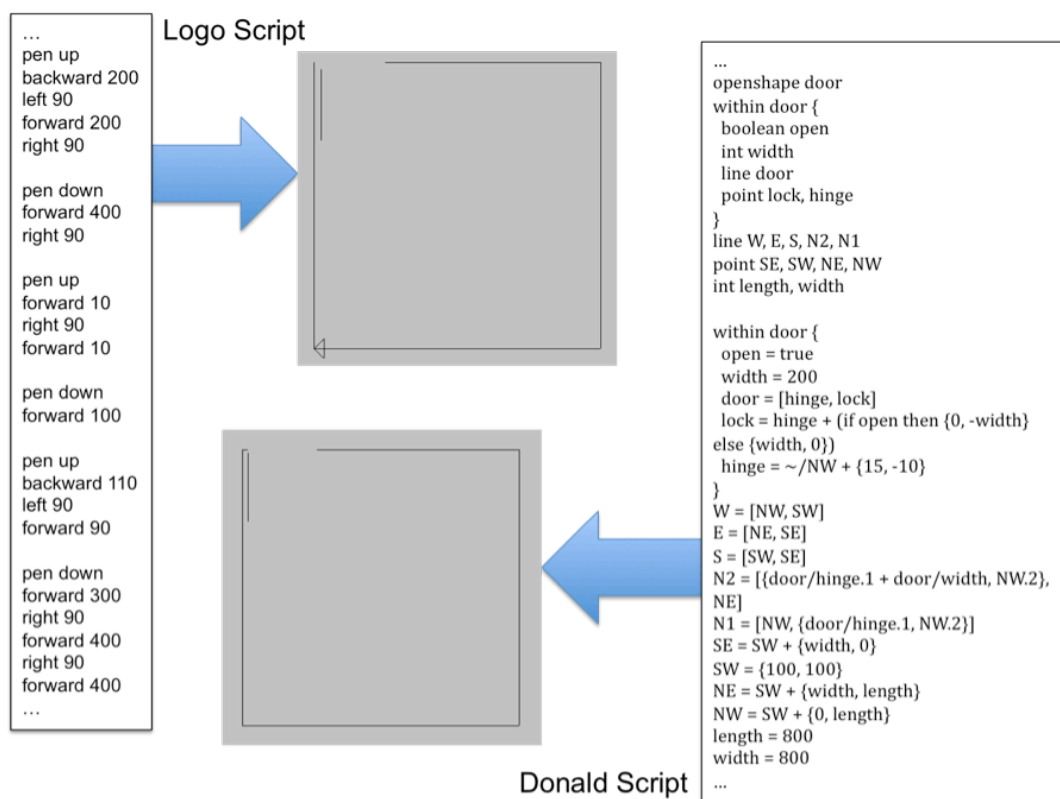 Logo Script
...
pen up
backward 200
left 90
forward 200
right 90
pen down
forward 400
right 90
pen up
forward 10
right 90
forward 10
pen down
forward 100
pen up
backward 110
left 90
forward 90
pen down
forward 300
right 90
forward 400
right 90
forward 400
...
...
openshape door
within door {
boolean open
int width
line door
point lock, hinge
}
line W, E, S, N2, N1
point SE, SW, NE, NW
int length, width
within door {
open = true
width = 200
door = [hinge, lock]
lock = hinge + (if open then {0, -width}
else {width, 0})
hinge = ~/NW + {15, -10}
}
W = [NW, SW]
E = [NE, SE]
S = [SW, SE]
N2 = [{door/hinge.1 + door/width, NW.2},
NE]
N1 = [NW, {door/hinge.1, NW.2}]
SE = SW + {width, 0}
SW = {100, 100}
NE = SW + {width, length}
NW = SW + {0, length}
length = 800
width = 800
...
Donald Script